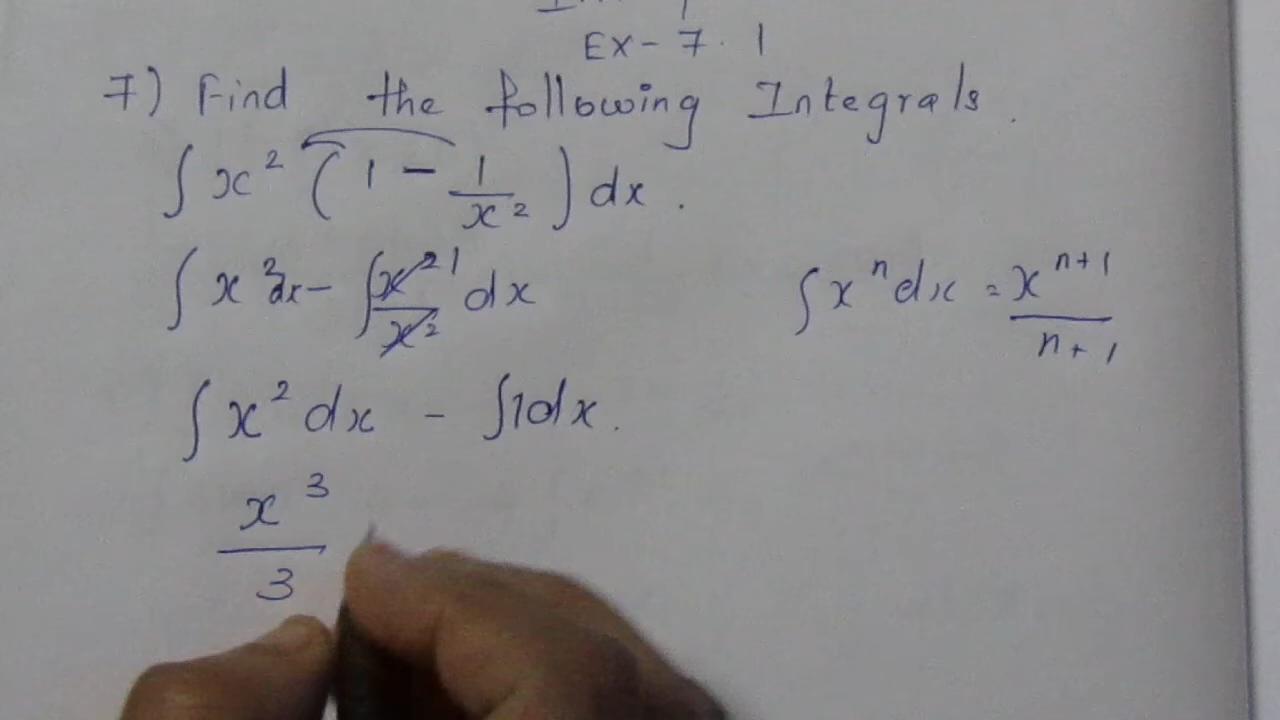 Ex - 7.1
7) Find the following Integrals.
∫ x² (1 - 1/x²) dx.
∫ x² dx - ∫ x²/x² 1 dx
∫ xⁿ dx = xⁿ⁺¹/n+1
∫ x² dx - ∫ 1 dx.
x³/3